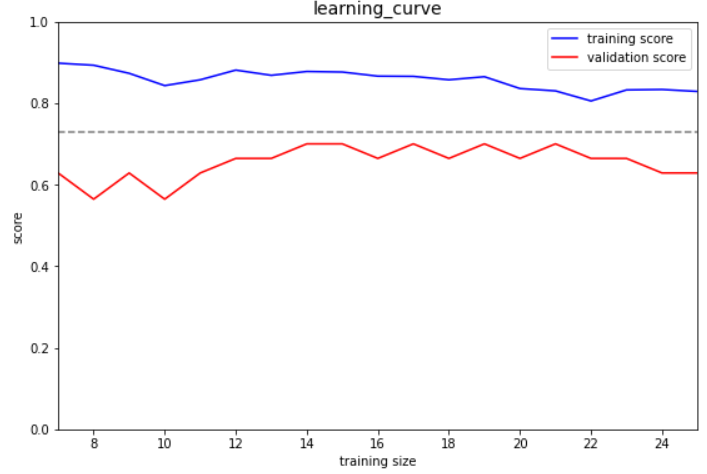 learning_curve
1.0
0.8
0.6
0.4
0.2
0.0
score
training score
validation score
8 10 12 14 16 18 20 22 24
training size